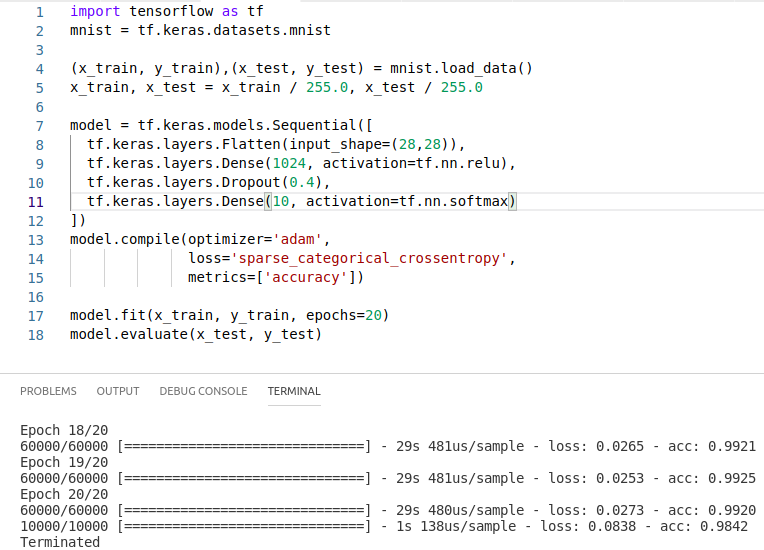 1 import tensorflow as tf
2 mnist = tf.keras.datasets.mnist
3
4 (x_train, y_train),(x_test, y_test) = mnist.load_data()
5 x_train, x_test = x_train / 255.0, x_test / 255.0
6
7 model = tf.keras.models.Sequential([
8   tf.keras.layers.Flatten(input_shape=(28,28)),
9   tf.keras.layers.Dense(1024, activation=tf.nn.relu),
10   tf.keras.layers.Dropout(0.4),
11   tf.keras.layers.Dense(10, activation=tf.nn.softmax)
12 ])
13 model.compile(optimizer='adam',
14               loss='sparse_categorical_crossentropy',
15               metrics=['accuracy'])
16
17 model.fit(x_train, y_train, epochs=20)
18 model.evaluate(x_test, y_test)
PROBLEMS OUTPUT DEBUG CONSOLE TERMINAL
Epoch 18/20
60000/60000 [==============================] - 29s 481us/sample - loss: 0.0265 - acc: 0.9921
Epoch 19/20
60000/60000 [==============================] - 29s 481us/sample - loss: 0.0253 - acc: 0.9925
Epoch 20/20
60000/60000 [==============================] - 29s 480us/sample - loss: 0.0273 - acc: 0.9920
10000/10000 [==============================] - 1s 138us/sample - loss: 0.0838 - acc: 0.9842
Terminated